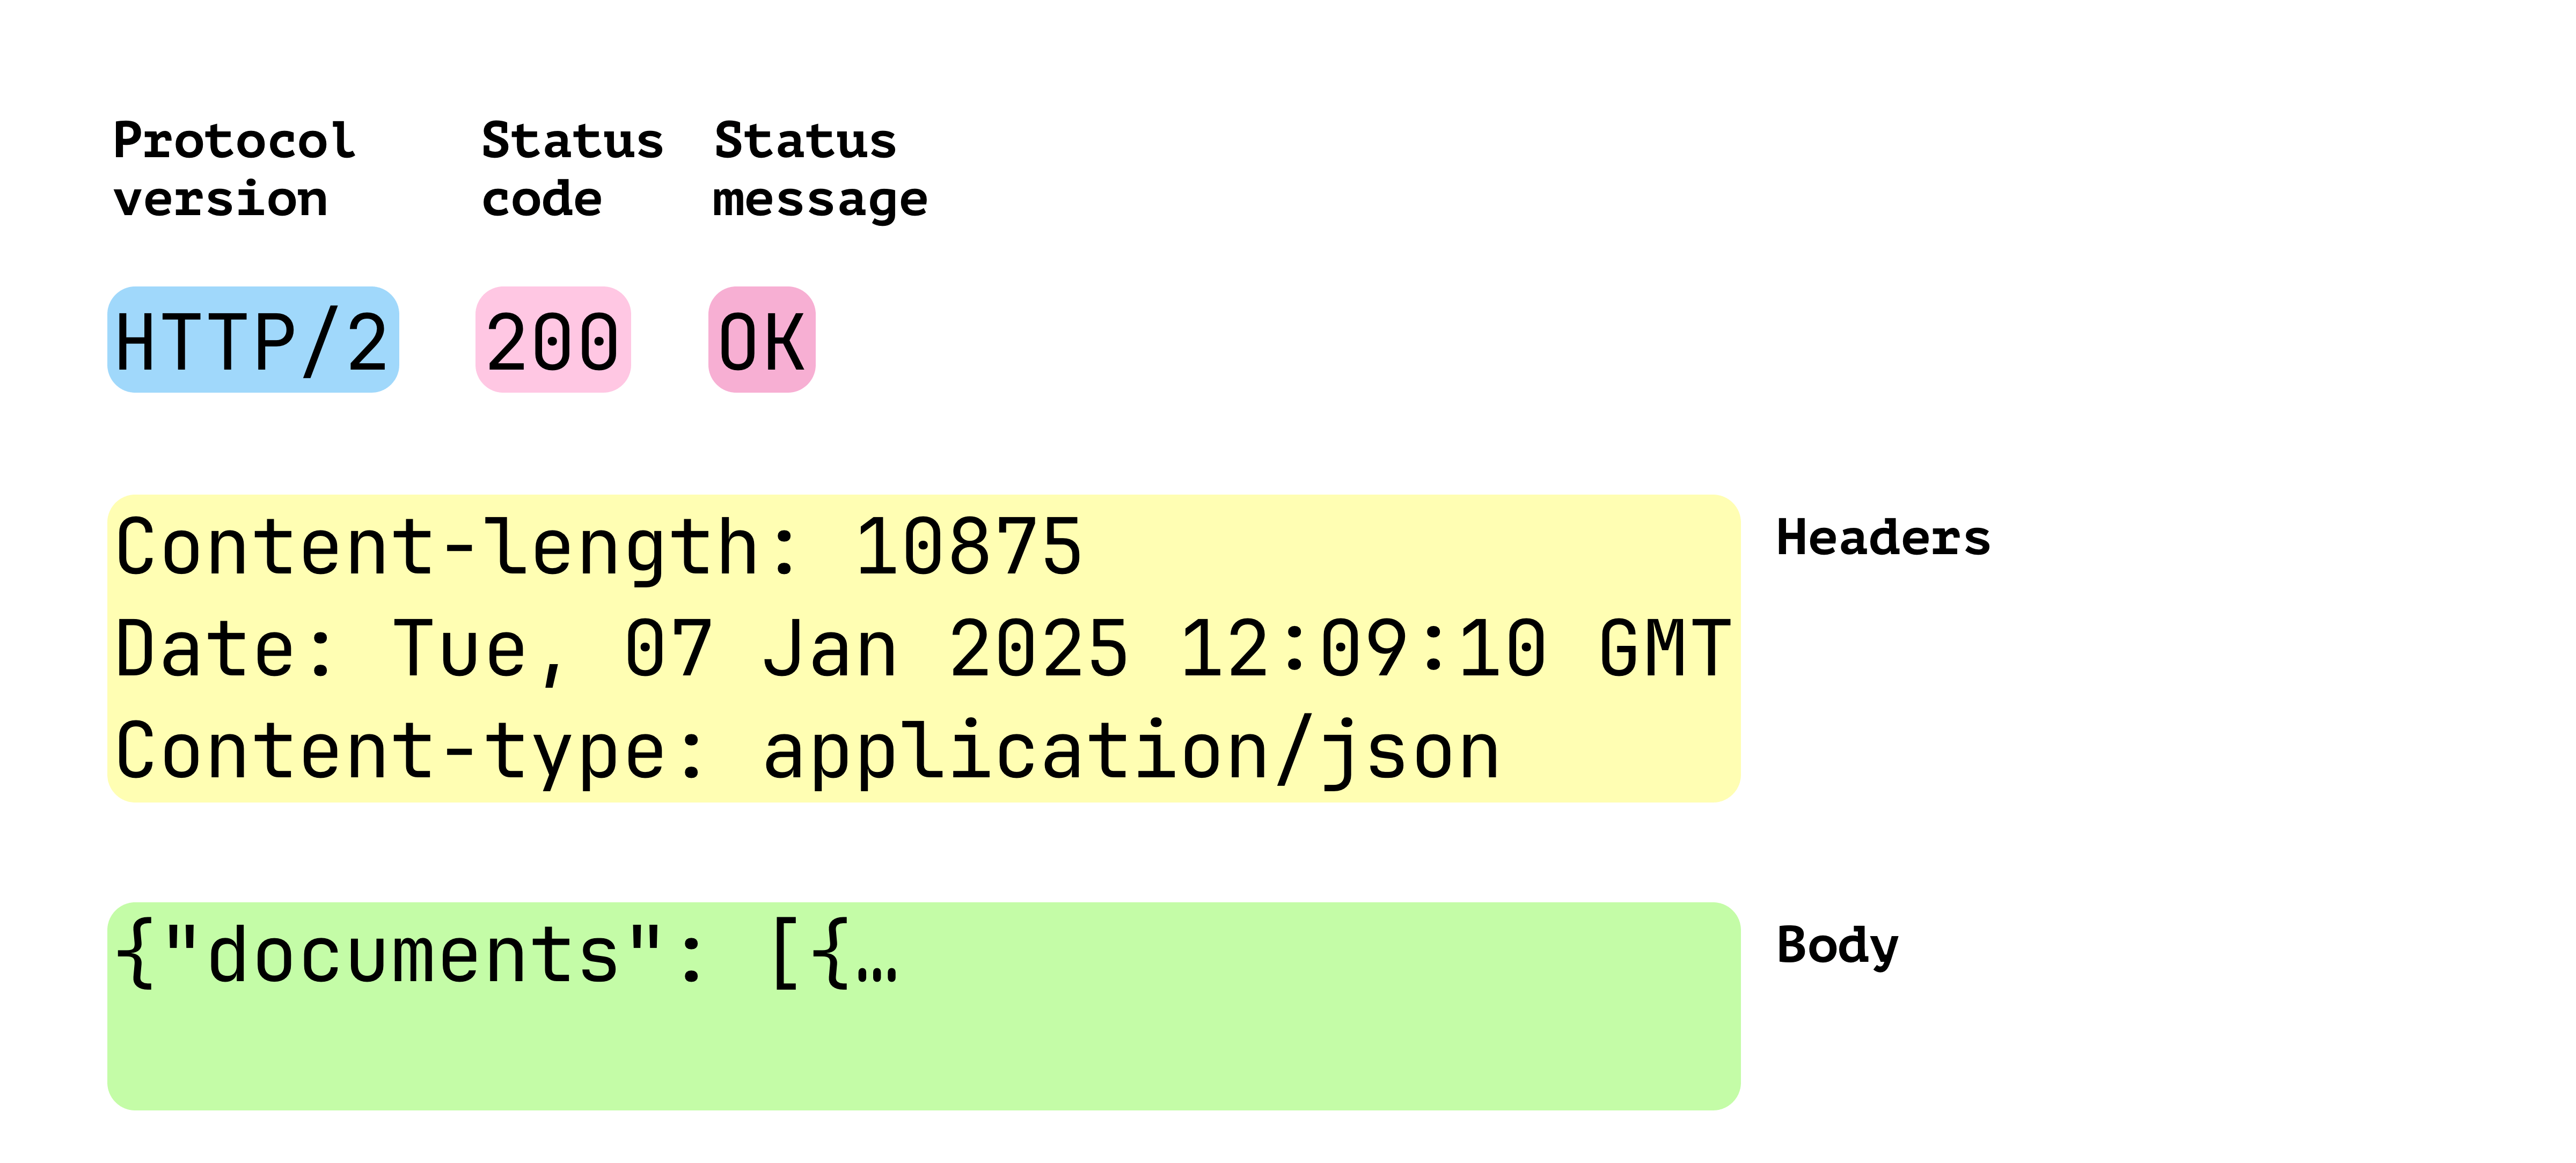 Protocol version
Status code
Status message
HTTP/2 200 OK
Content-length: 10875
Date: Tue, 07 Jan 2025 12:09:10 GMT
Content-type: application/json
Headers
{"documents": [{…
Body